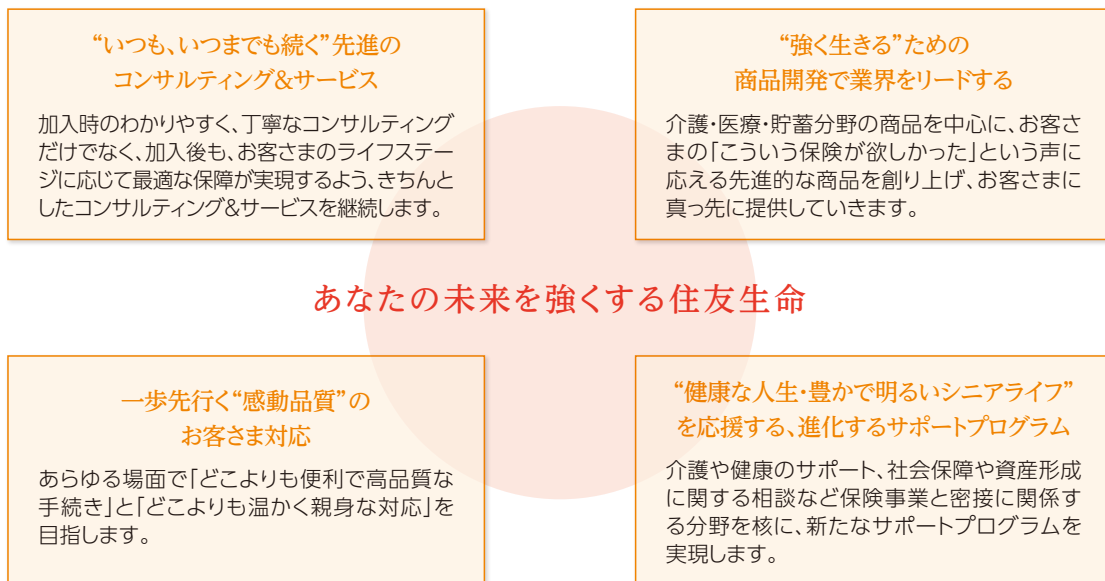 “いつも、いつまでも続く”先進の
コンサルティング&サービス
加入時のわかりやすく、丁寧なコンサルティング
だけでなく、加入後も、お客さまのライフステー
ジに応じて最適な保障が実現するよう、きちんと
したコンサルティング&サービスを継続します。
“強く生きる”ための
商品開発で業界をリードする
介護・医療・貯蓄分野の商品を中心に、お客さ
まの「こういう保険が欲しかった」という声に
応える先進的な商品を創り上げ、お客さまに
真っ先に提供していきます。
あなたの未来を強くする住友生命
一歩先行く“感動品質”の
お客さま対応
あらゆる場面で「どこよりも便利で高品質な
手続き」と「どこよりも温かく親身な対応」を
目指します。
“健康な人生・豊かで明るいシニアライフ”
を応援する、進化するサポートプログラム
介護や健康のサポート、社会保障や資産形成
に関する相談など保険事業と密接に関係す
る分野を核に、新たなサポートプログラムを
実現します。